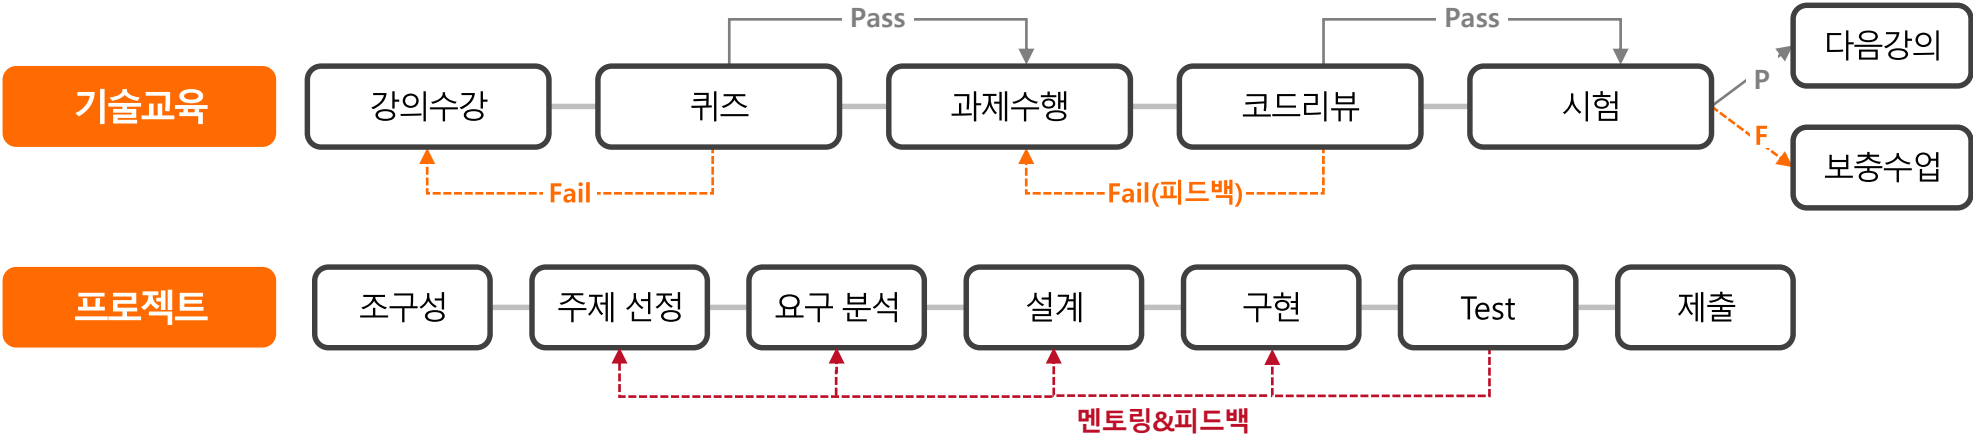 Pass
Pass
다음강의
기술교육
강의수강
퀴즈
과제수행
코드리뷰
시험
P
F
보충수업
Fail
Fail(피드백)
프로젝트
조구성
주제 선정
요구 분석
설계
구현
Test
제출
멘토링&피드백